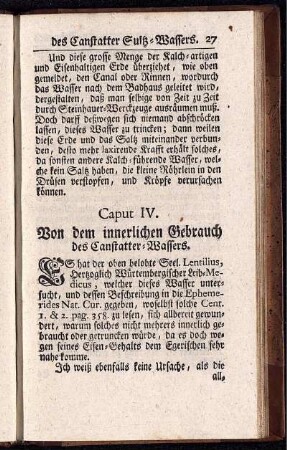 des Canstatter Sultz-Wassers. 27
Und diese grosse Menge der Kalch-artigen
und Eisenhaltigen Erde überziehet, wie oben
gemeldet, den Canal oder Rinnen, wordurch
das Wasser nach dem Badhaus geleitet wird,
dergestalten, daß man selbige von Zeit zu Zeit
durch Steinhauer-Werckzeuge ausräumen muß.
Doch darff deßwegen sich niemand abschröcken
lassen, dieses Wasser zu trincken; dann weilen
diese Erde und das Saltz miteinander verbun-
den, desto mehr laxirende Krafft erhält solches,
da sonsten andere Kalch-führende Wasser, wel-
che kein Saltz haben, die kleine Röhrlein in den
Drüsen verstopfen, und Kröpfe verursachen
können.
Caput IV.
Von dem innerlichen Gebrauch
des Canstatter-Wassers.
ES hat der oben belobte Seel. Lentilius,
Hertzoglich Würtembergischer Leib-Me-
dicus, welcher dieses Wasser unter-
sucht, und dessen Beschreibung in die Epheme-
rides Nat. Cur. gegeben, woselbst solche Cent.
1. & 2. pag. 358. zu lesen, sich allbereit gewun-
dert, warum solches nicht mehrers innerlich ge-
braucht oder getruncken würde, da es doch we-
gen seines Eisen-Gehalts dem Egerischen sehr
nahe komme.
Ich weiß ebenfalls keine Ursache, als die
all-